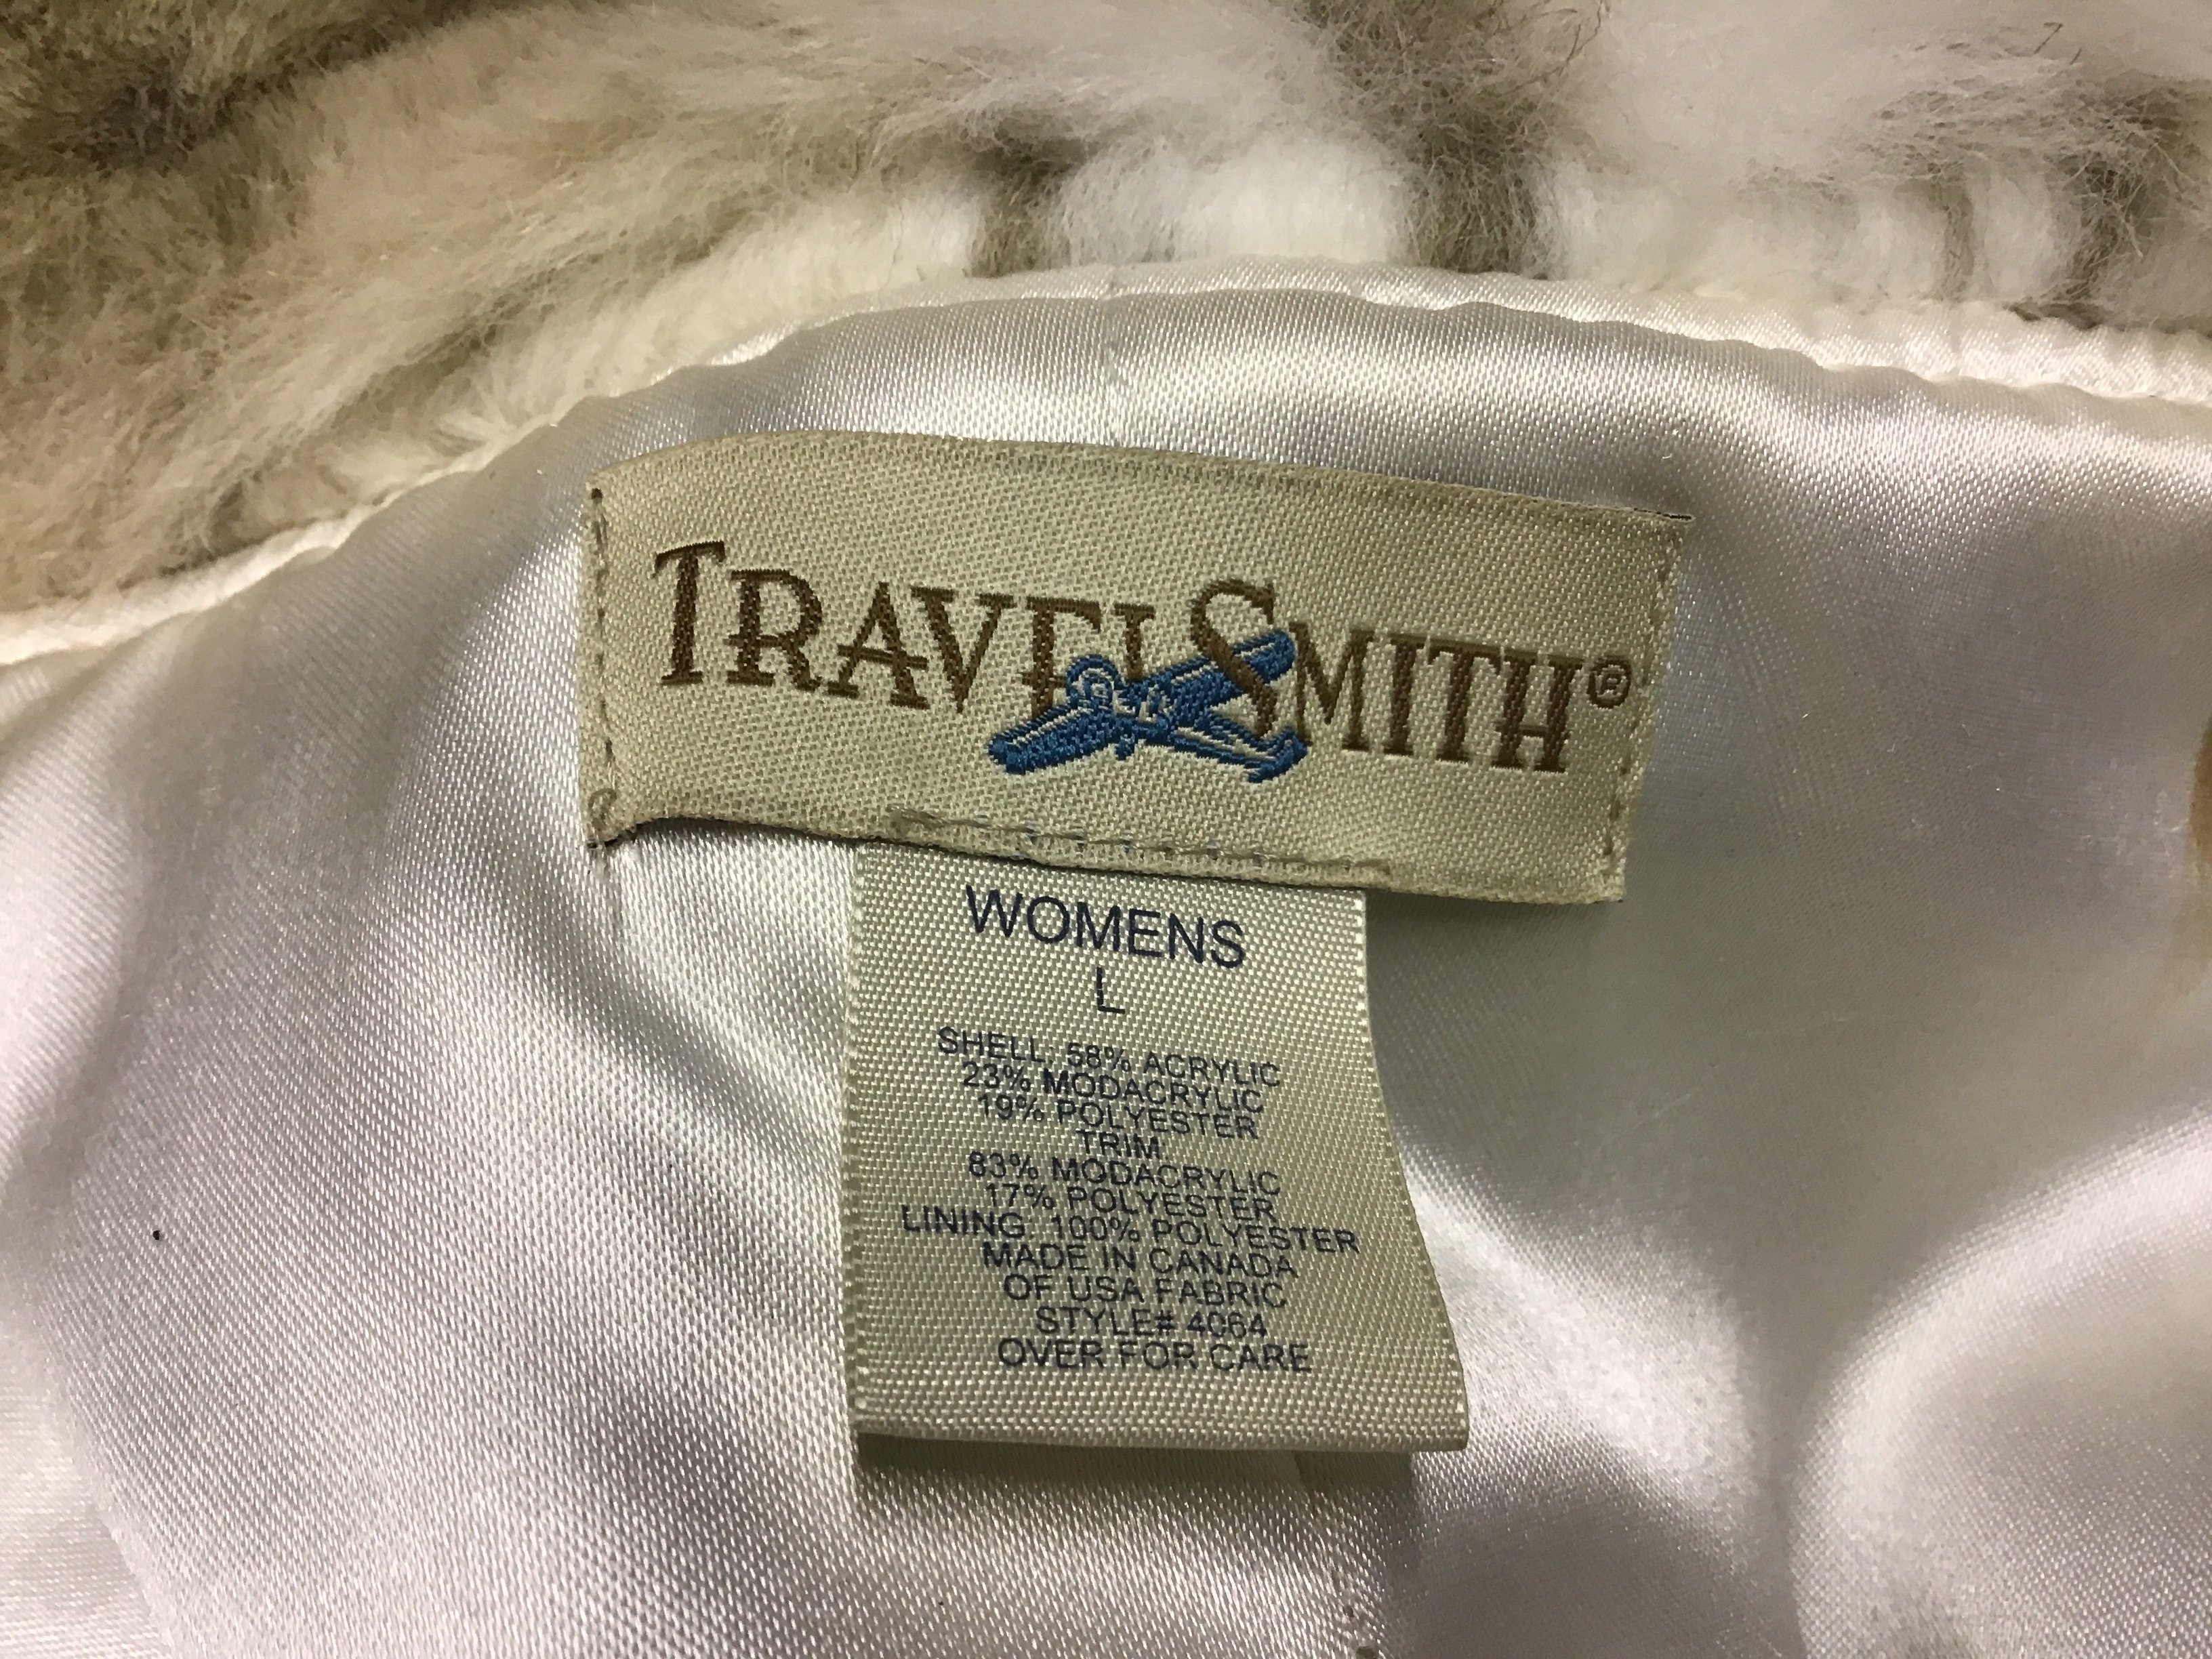 TRAVELSMITH®
WOMENS
L
SHELL. 58% ACRYLIC
23% MODACRYLIC
19% POLYESTER
TRIM.
83% MODACRYLIC
17% POLYESTER
LINING 100% POLYESTER
MADE IN CANADA
OF USA FABRIC
STYLE# 4064
OVER FOR CARE